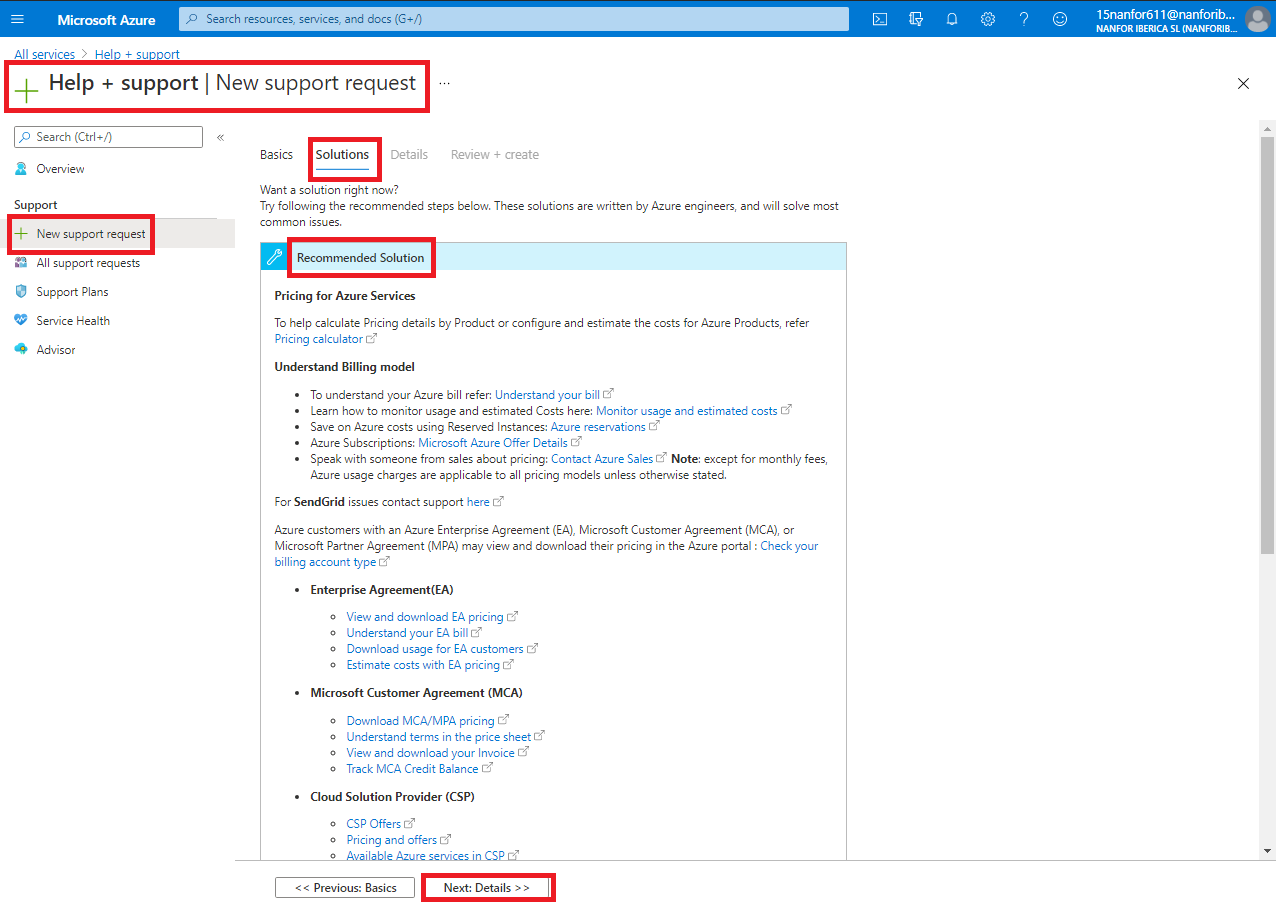 Microsoft Azure
Search resources, services, and docs (G+/)
15nanfor611@nanforib...
NANFOR IBERICA SL (NANFORIB...
All services > Help + support
Help + support | New support request
...
Search (Ctrl+/)
«
Overview
Support
New support request
All support requests
Support Plans
Service Health
Advisor
Basics Solutions Details Review + create
Want a solution right now?
Try following the recommended steps below. These solutions are written by Azure engineers, and will solve most
common issues.
Recommended Solution
Pricing for Azure Services
To help calculate Pricing details by Product or configure and estimate the costs for Azure Products, refer
Pricing calculator
Understand Billing model
• To understand your Azure bill refer: Understand your bill
• Learn how to monitor usage and estimated Costs here: Monitor usage and estimated costs
• Save on Azure costs using Reserved Instances: Azure reservations
• Azure Subscriptions: Microsoft Azure Offer Details
• Speak with someone from sales about pricing: Contact Azure Sales Note: except for monthly fees,
Azure usage charges are applicable to all pricing models unless otherwise stated.
For SendGrid issues contact support here
Azure customers with an Azure Enterprise Agreement (EA), Microsoft Customer Agreement (MCA), or
Microsoft Partner Agreement (MPA) may view and download their pricing in the Azure portal : Check your
billing account type
• Enterprise Agreement(EA)
View and download EA pricing
Understand your EA bill
Download usage for EA customers
Estimate costs with EA pricing
• Microsoft Customer Agreement (MCA)
Download MCA/MPA pricing
Understand terms in the price sheet
View and download your Invoice
Track MCA Credit Balance
• Cloud Solution Provider (CSP)
CSP Offers
Pricing and offers
Available Azure services in CSP
<< Previous: Basics
Next: Details >>